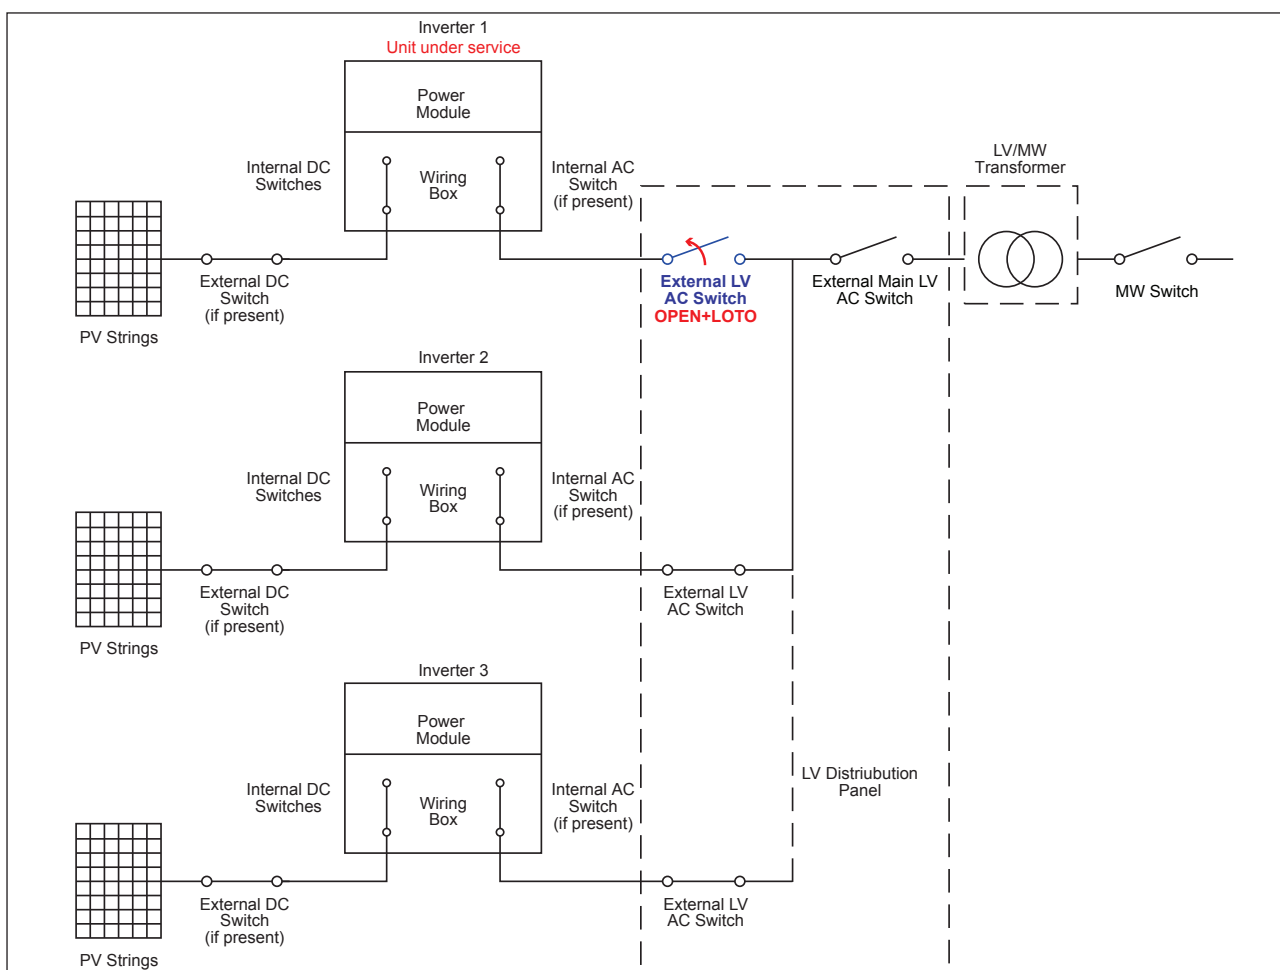 Inverter 1
Unit under service
Power
Module
Internal DC
Switches
Wiring
Box
Internal AC
Switch
(if present)
LV/MW
Transformer
External DC
Switch
(if present)
PV Strings
External LV
AC Switch
OPEN+LOTO
External Main LV
AC Switch
MW Switch
Inverter 2
Power
Module
Internal DC
Switches
Wiring
Box
Internal AC
Switch
(if present)
External DC
Switch
(if present)
PV Strings
External LV
AC Switch
Inverter 3
Power
Module
Internal DC
Switches
Wiring
Box
Internal AC
Switch
(if present)
LV Distriubution
Panel
External DC
Switch
(if present)
PV Strings
External LV
AC Switch